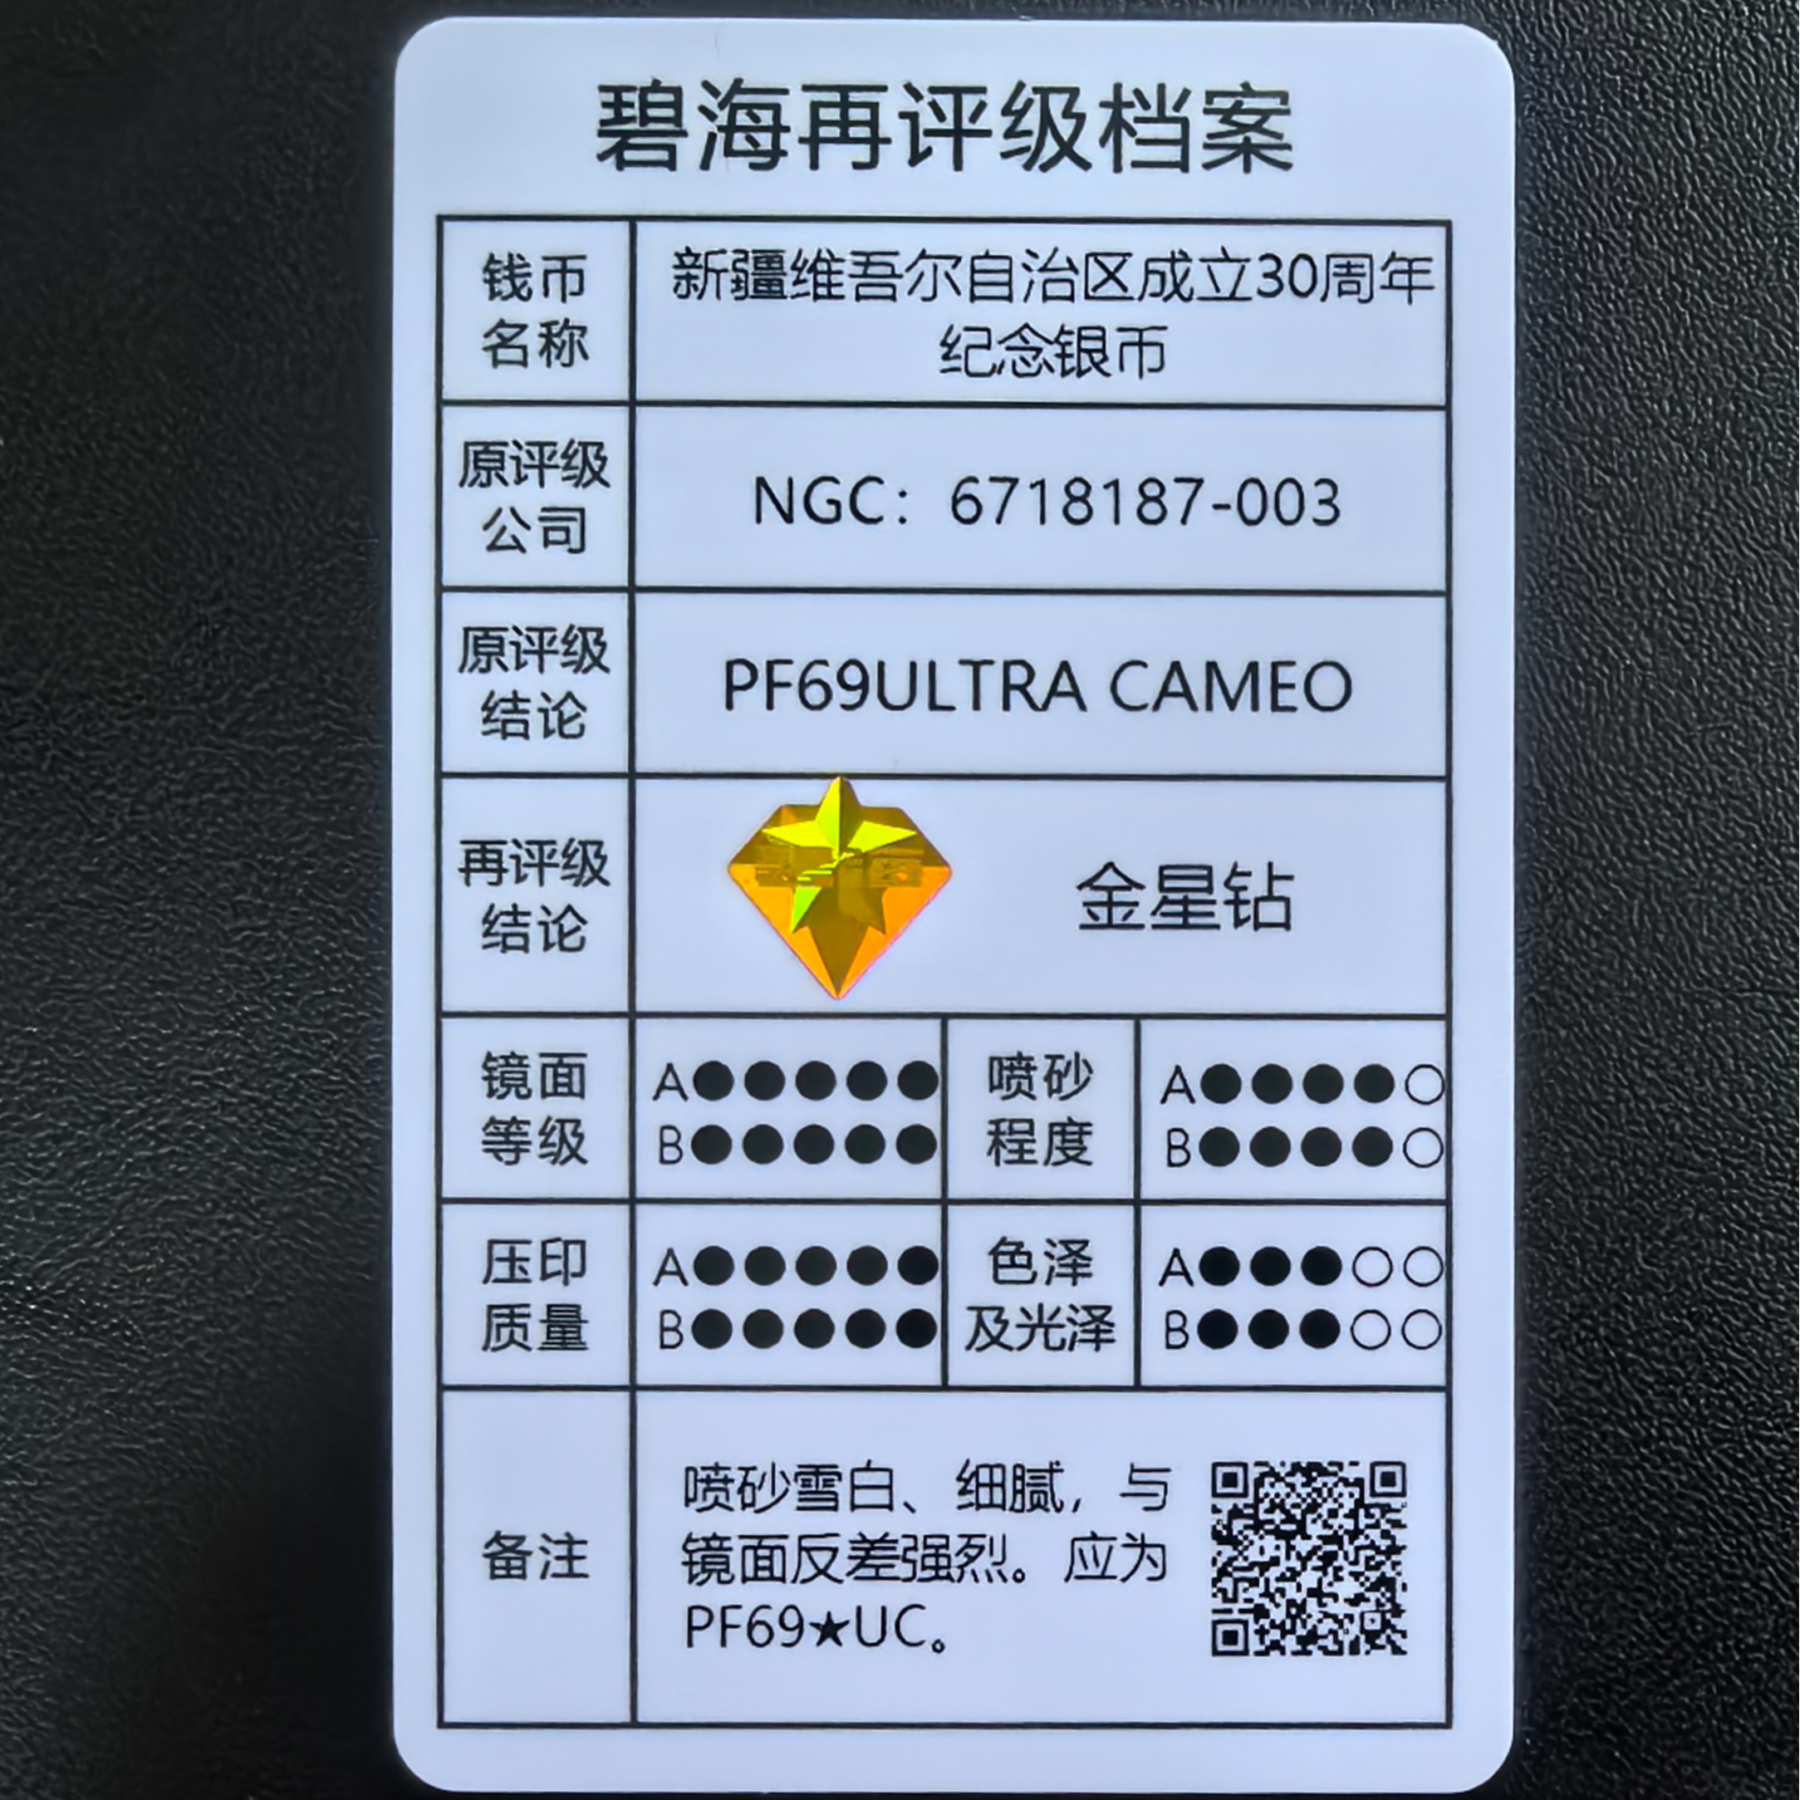 碧海再评级档案
钱币
名称
新疆维吾尔自治区成立30周年
纪念银币
原评级
公司
NGC：6718187-003
原评级
结论
PF69ULTRA CAMEO
再评级
结论
金星钻
镜面
等级
A●●●●●
B●●●●●
喷砂
程度
A●●●●○
B●●●●○
压印
质量
A●●●●●
B●●●●●
色泽
及光泽
A●●●○○
B●●●○○
备注
喷砂雪白、细腻，与
镜面反差强烈。应为
PF69★UC。